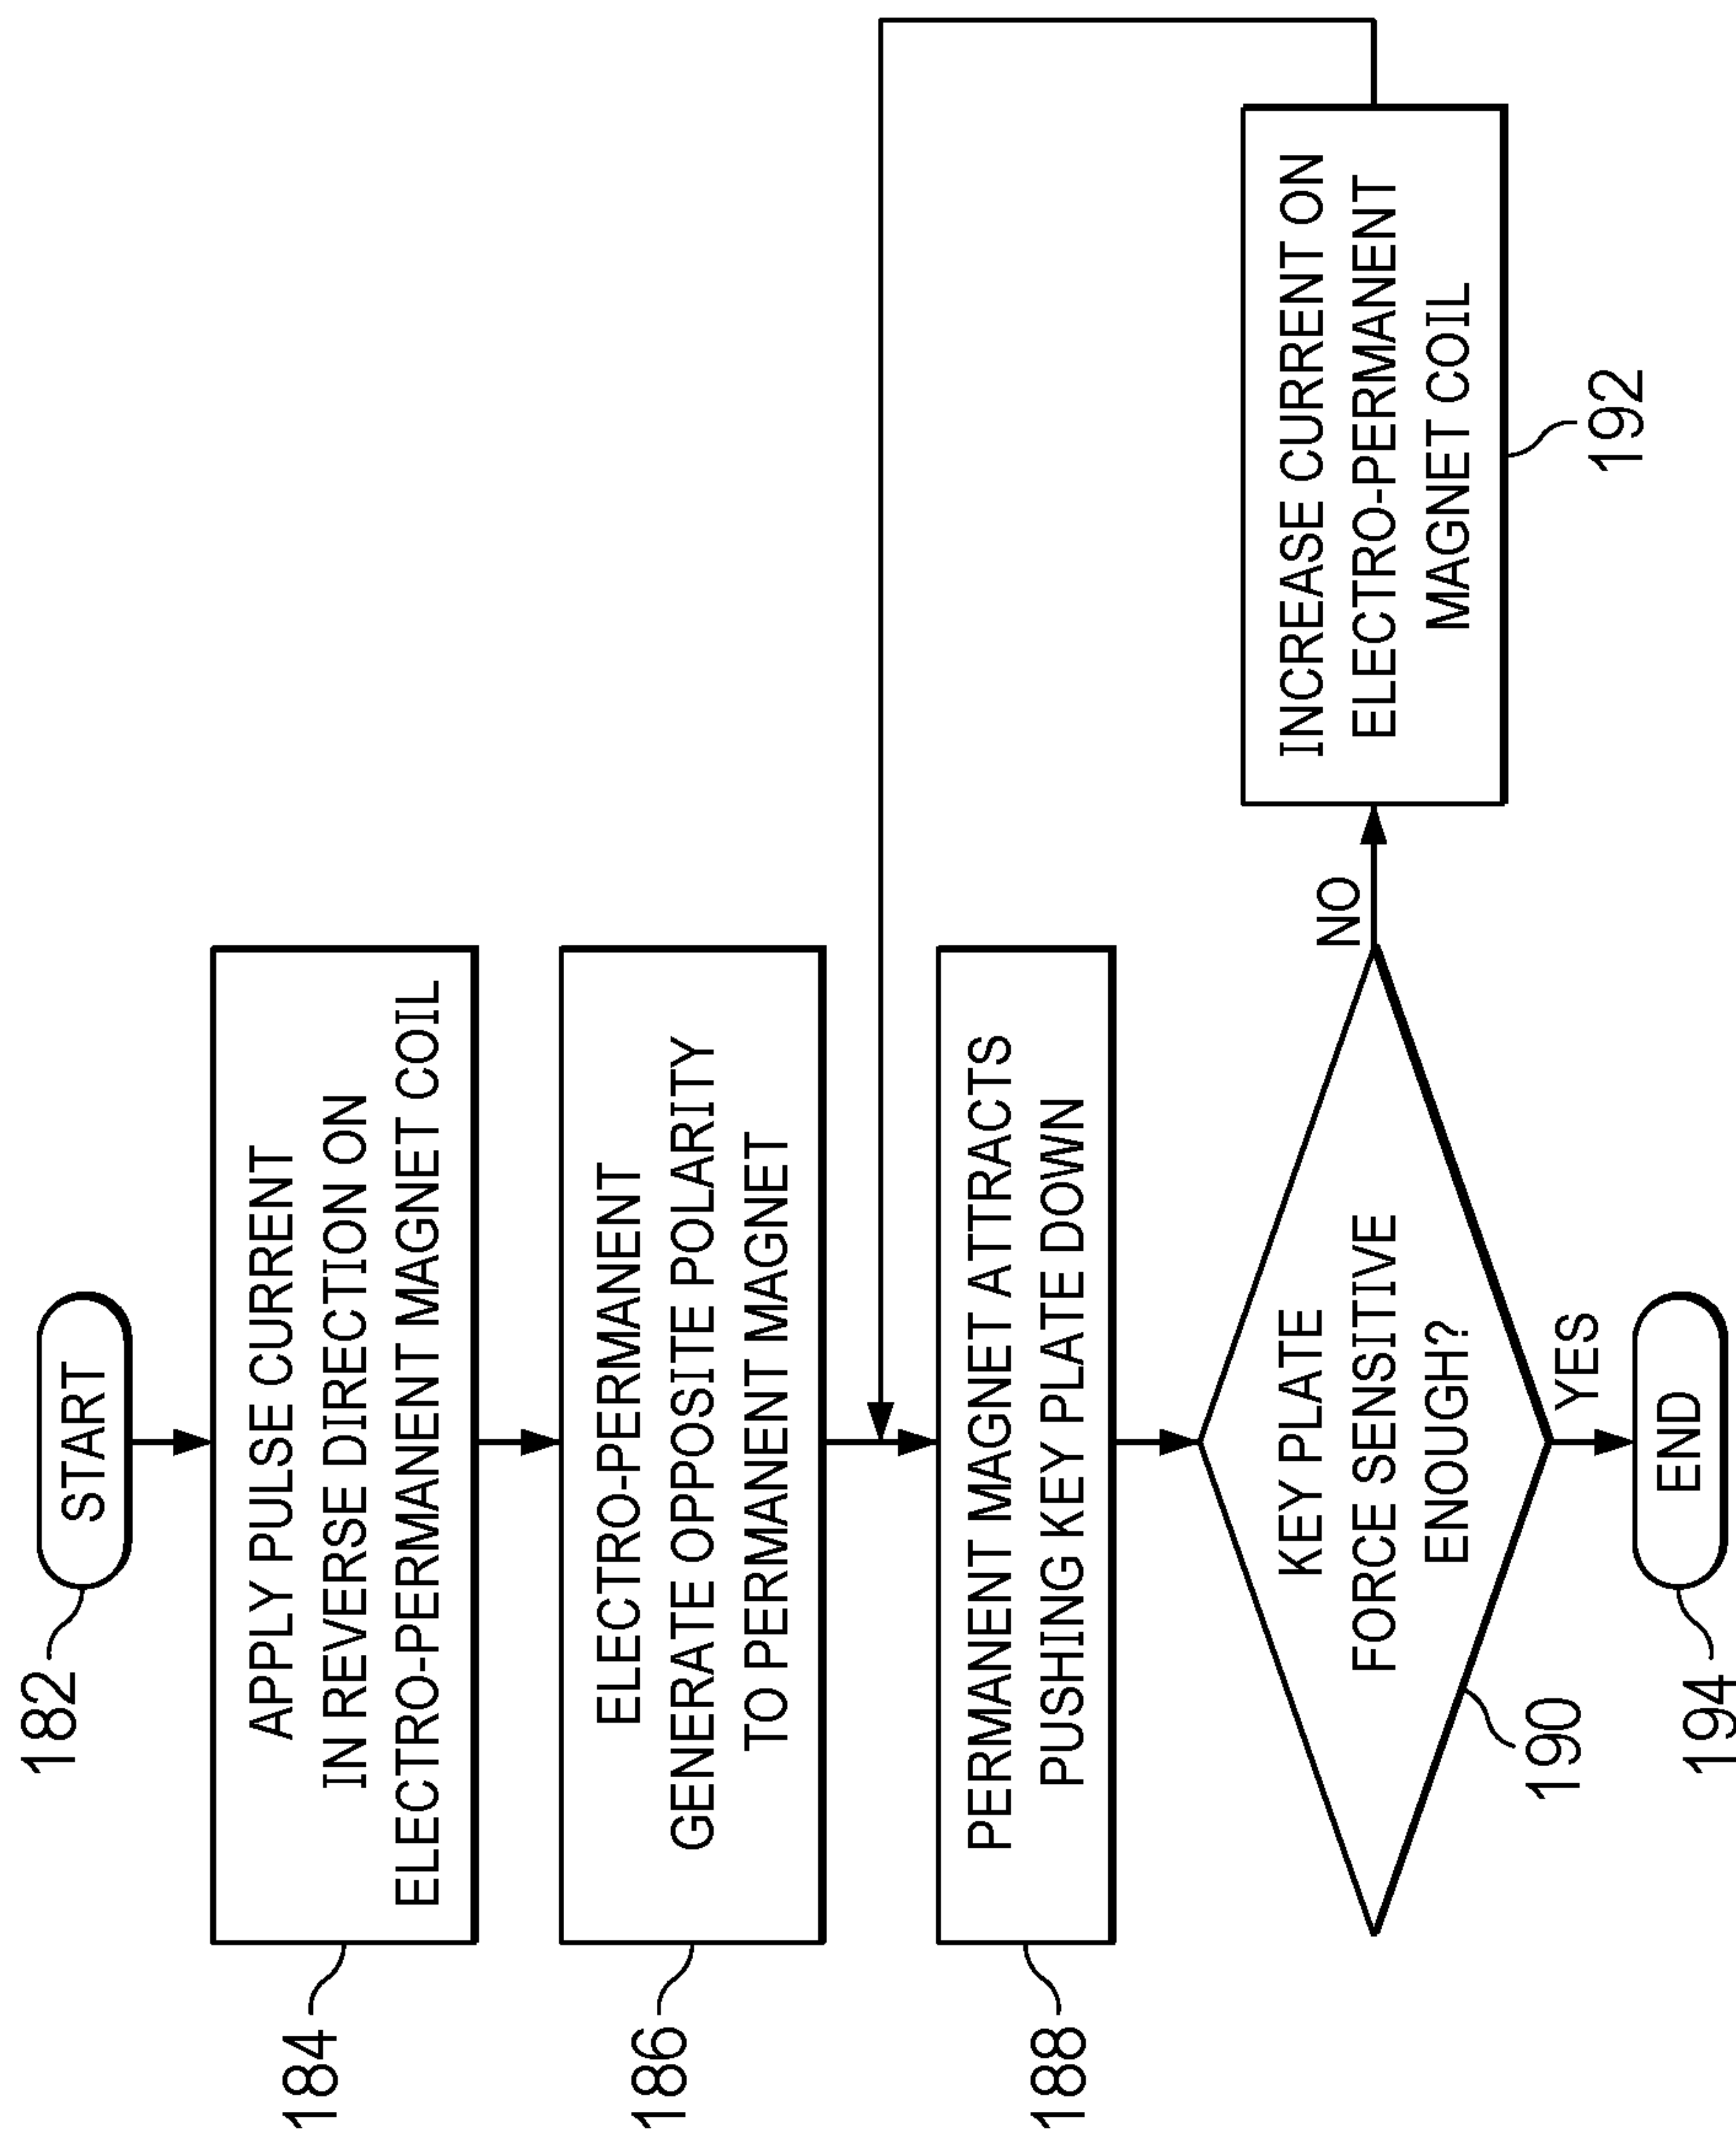 182
START
184
APPLY PULSE CURRENT
IN REVERSE DIRECTION ON
ELECTRO-PERMANENT MAGNET COIL
186
ELECTRO-PERMANENT
GENERATE OPPOSITE POLARITY
TO PERMANENT MAGNET
188
PERMANENT MAGNET ATTRACTS
PUSHING KEY PLATE DOWN
KEY PLATE
FORCE SENSITIVE
ENOUGH?
190
NO
INCREASE CURRENT ON
ELECTRO-PERMANENT
MAGNET COIL
192
YES
194
END